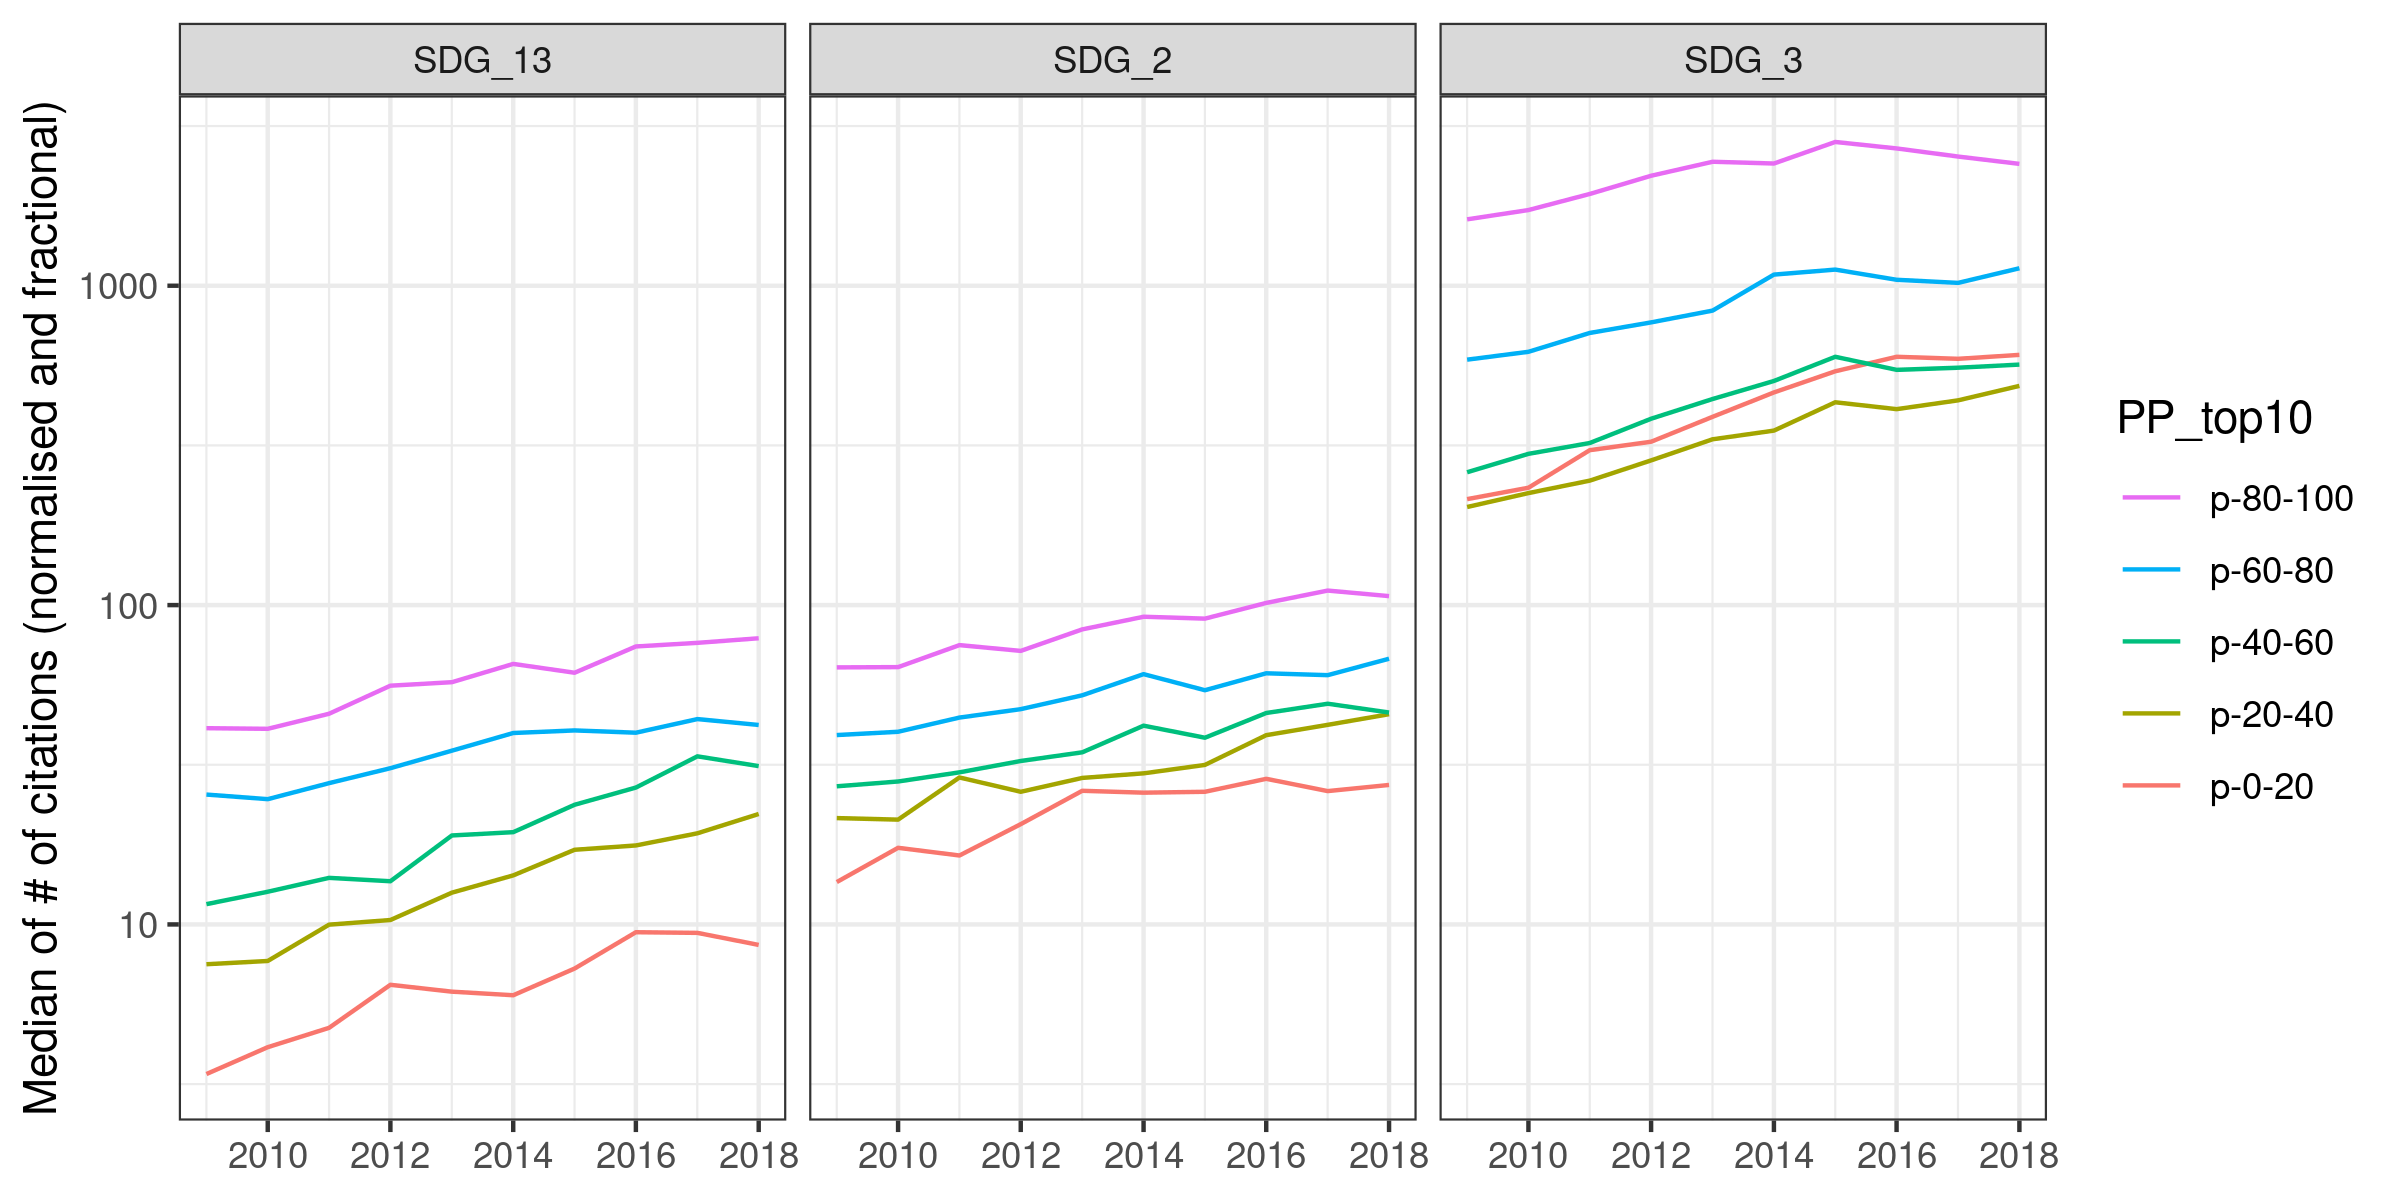 SDG_13
SDG_2
SDG_3
Median of # of citations (normalised and fractional)
1000
100
10
2010 2012 2014 2016 2018
2010 2012 2014 2016 2018
2010 2012 2014 2016 2018
PP_top10
p-80-100
p-60-80
p-40-60
p-20-40
p-0-20